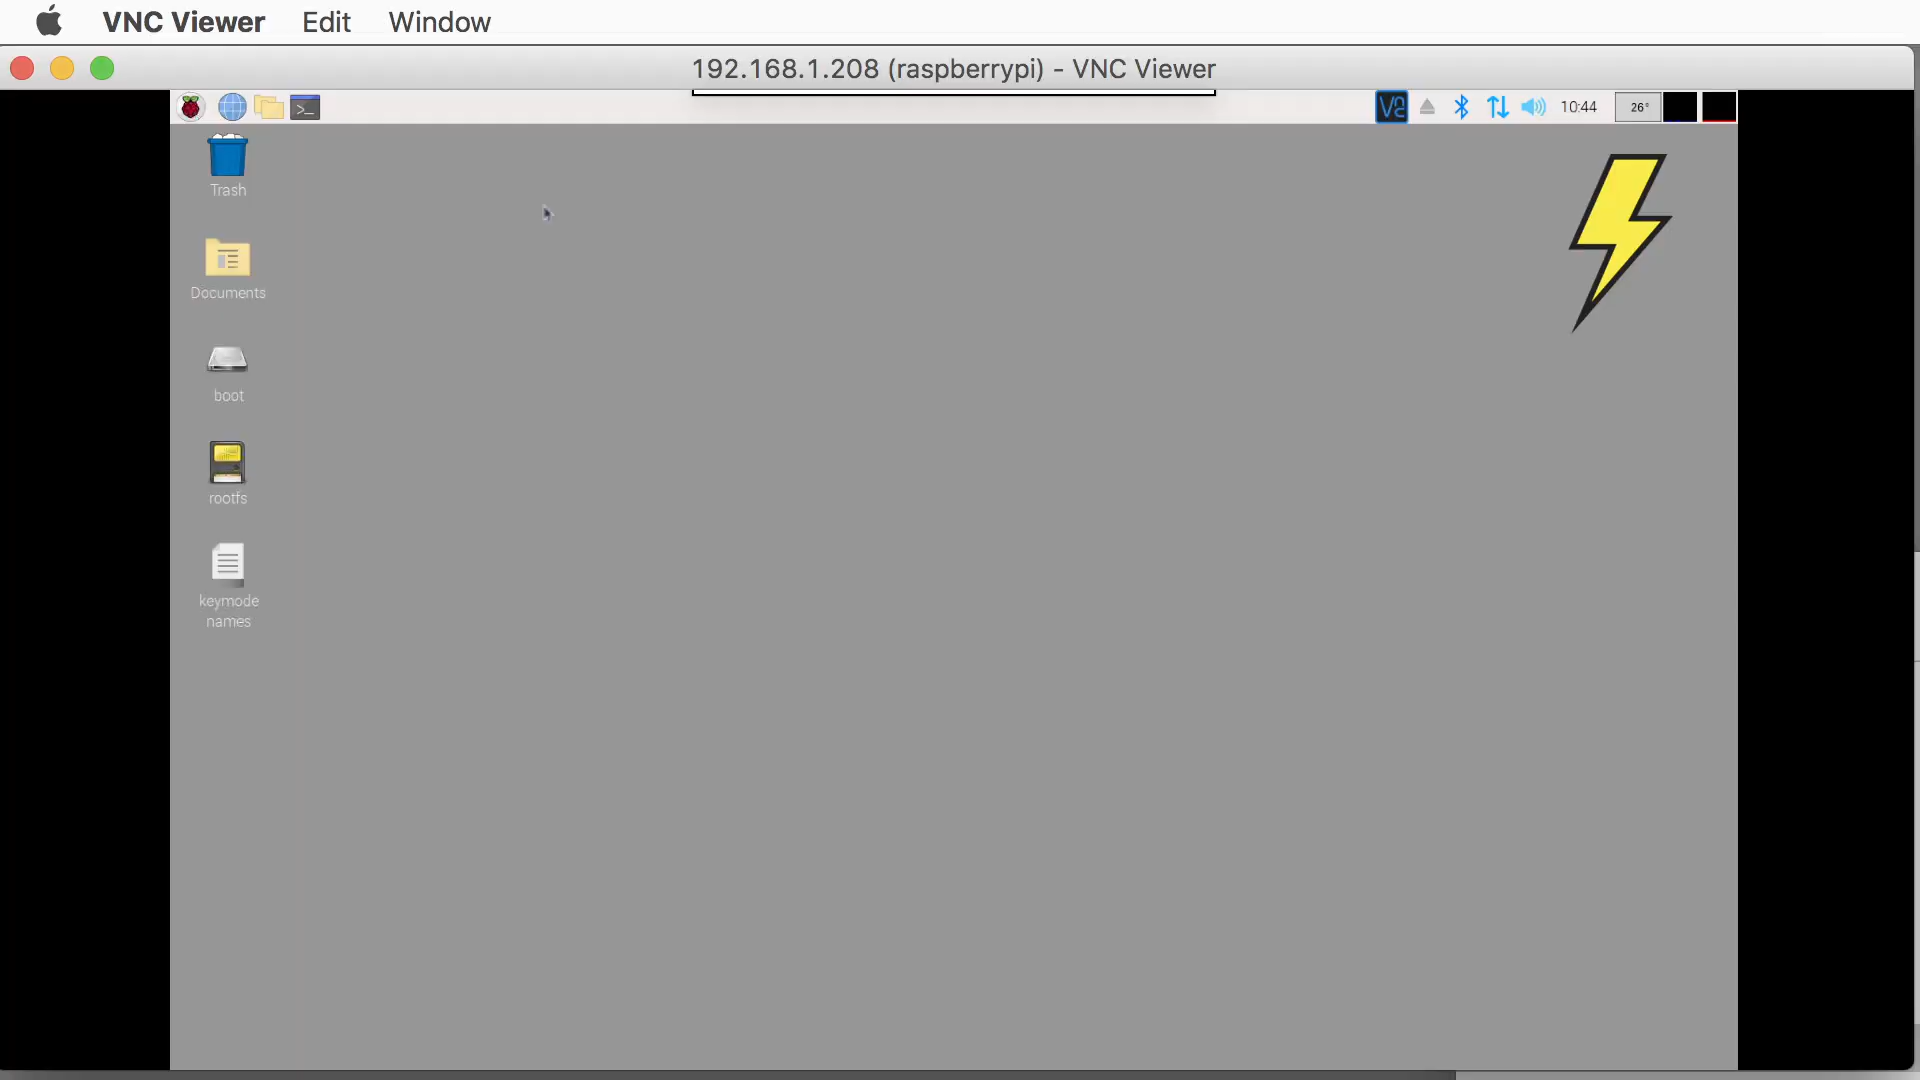 VNC Viewer Edit Window
192.168.1.208 (raspberrypi) - VNC Viewer
>_ 10:44 26°
Trash
Documents
boot
rootfs
keymode
names